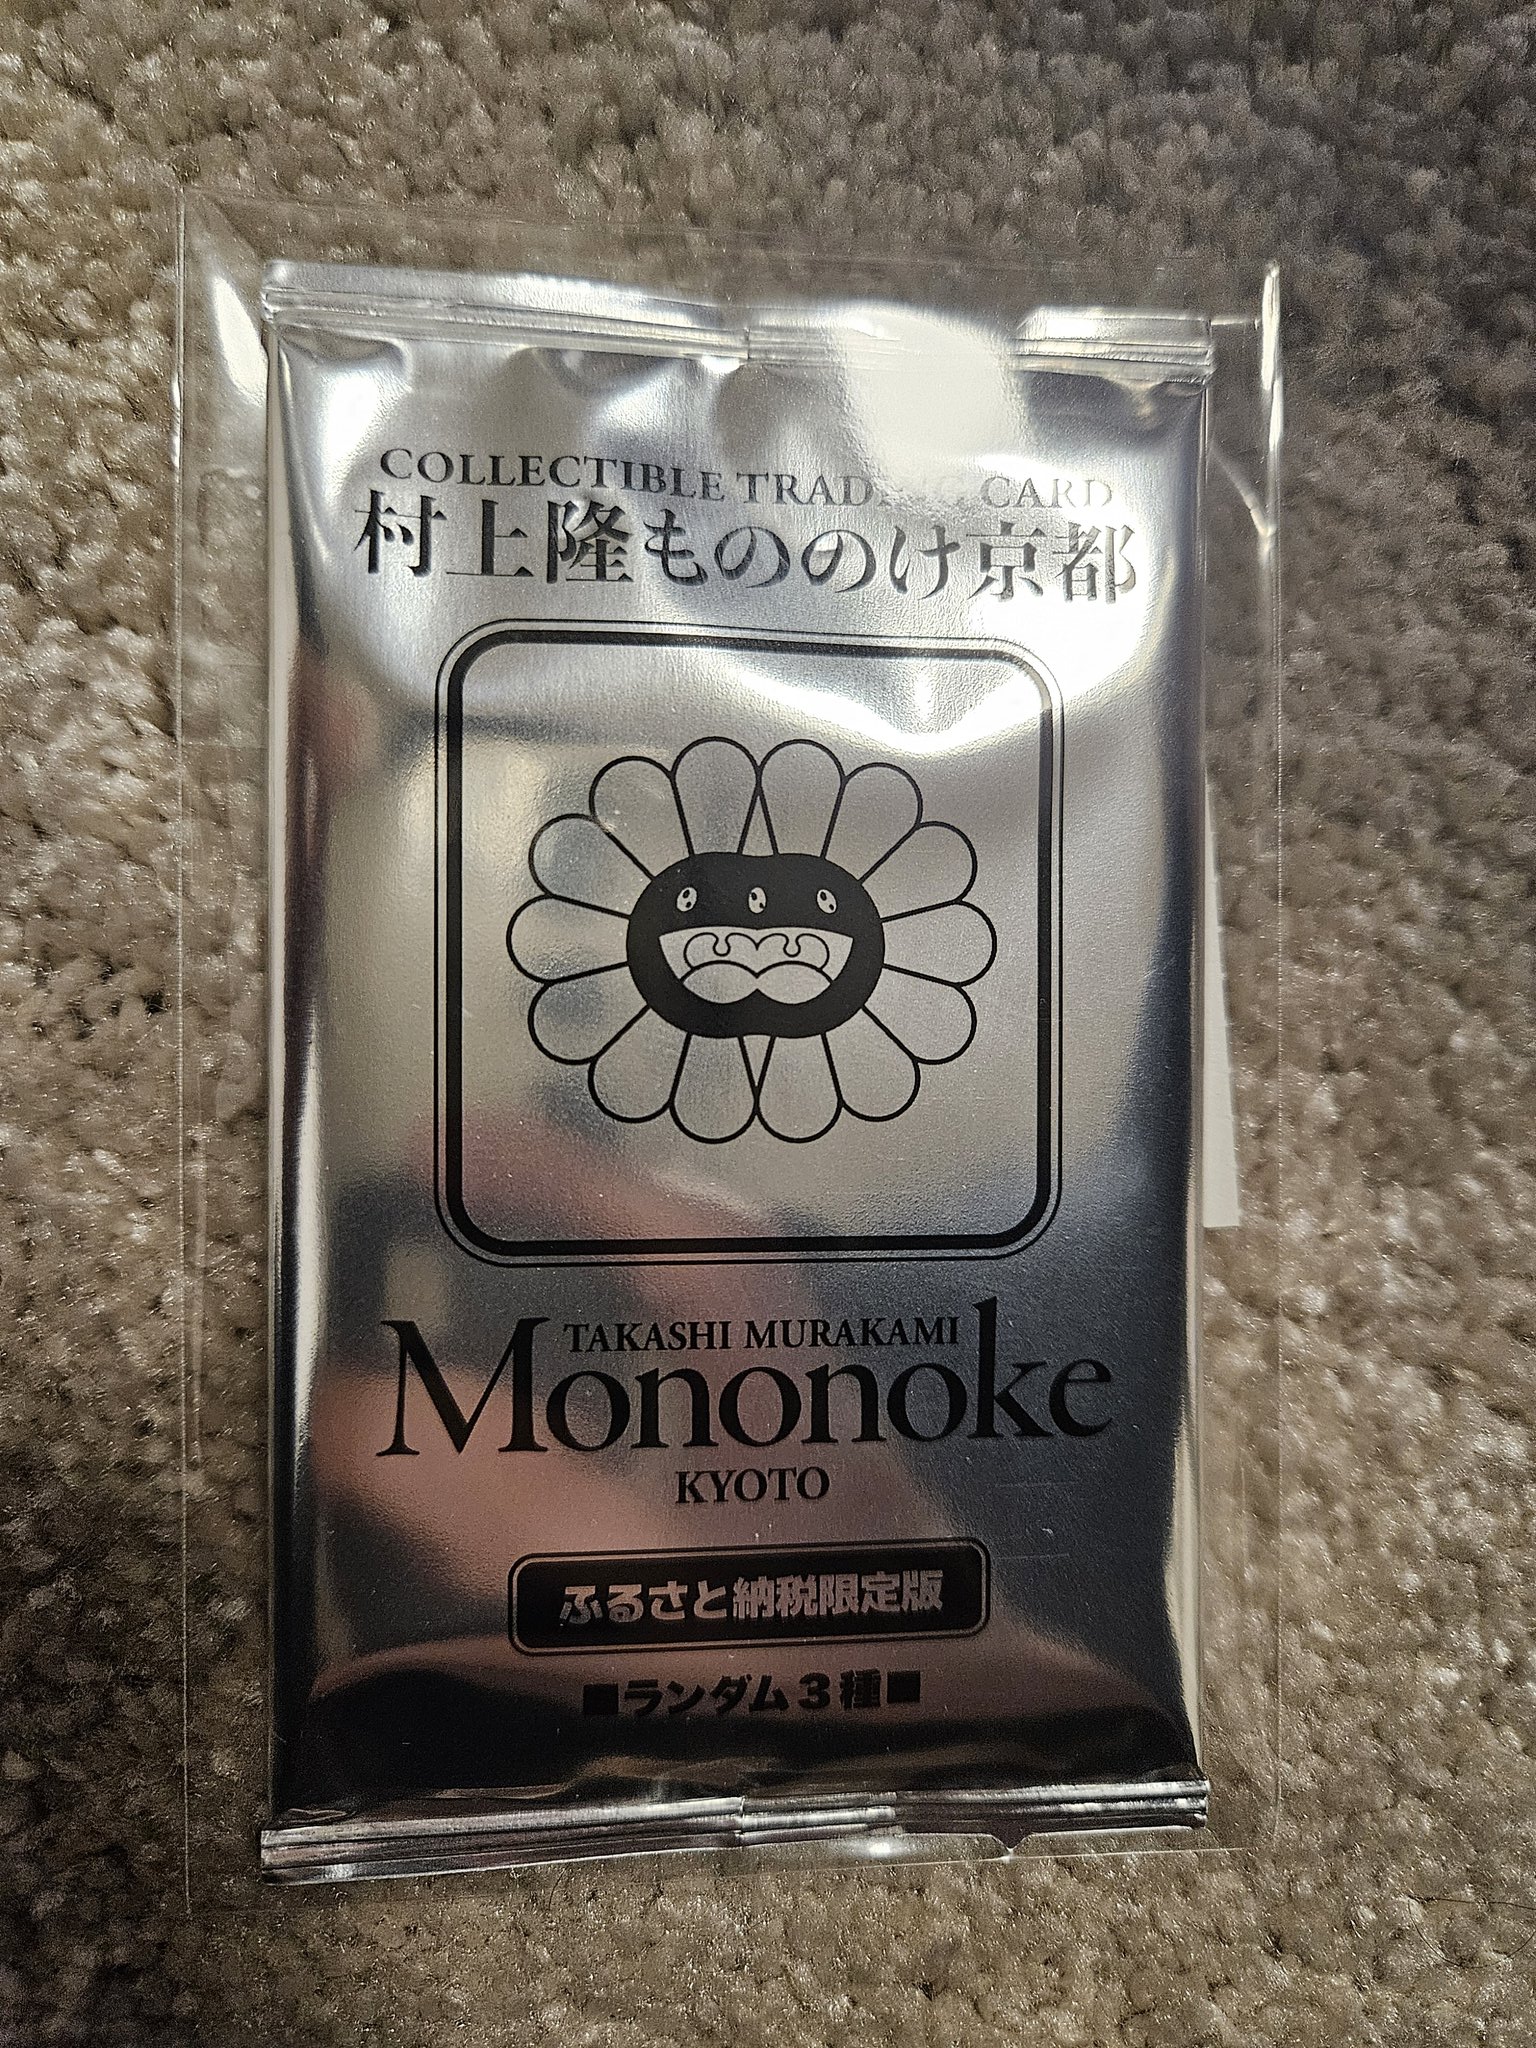 COLLECTIBLE TRADING CARD
村上隆もののけ京都
TAKASHI MURAKAMI
Mononoke
KYOTO
ふるさと納税限定版
■ランダム3種■